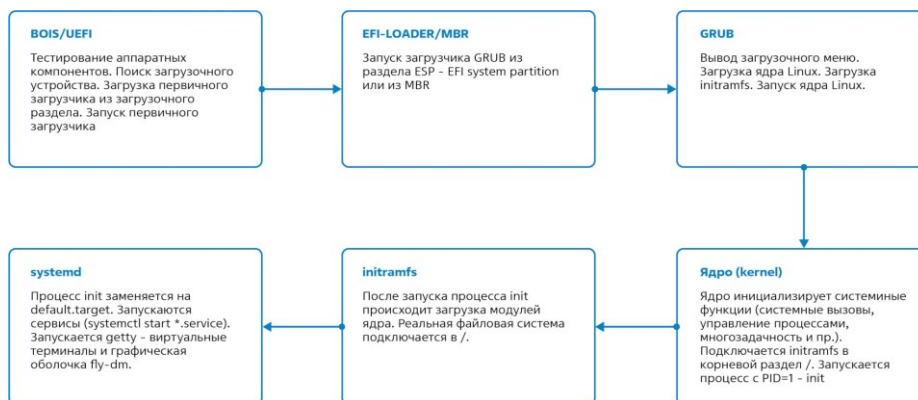 BOIS/UEFI
Тестирование аппаратных
компонентов. Поиск загрузочного
устройства. Загрузка первичного
загрузчика из загрузочного
раздела. Запуск первичного
загрузчика
EFI-LOADER/MBR
Запуск загрузчика GRUB из
раздела ESP - EFI system partition
или из MBR
GRUB
Вывод загрузочного меню.
Загрузка ядра Linux. Загрузка
initramfs. Запуск ядра Linux.
systemd
Процесс init заменяется на
default.target. Запускаются
сервисы (systemctl start *.service).
Запускается getty - виртуальные
терминалы и графическая
оболочка fly-dm.
initramfs
После запуска процесса init
происходит загрузка модулей
ядра. Реальная файловая система
подключается в /.
Ядро (kernel)
Ядро инициализирует систминые
функции (системные вызовы,
управление процессами,
многозадачность и пр.).
Подключается initramfs в
корневой раздел /. Запускается
процесс с PID=1 - init